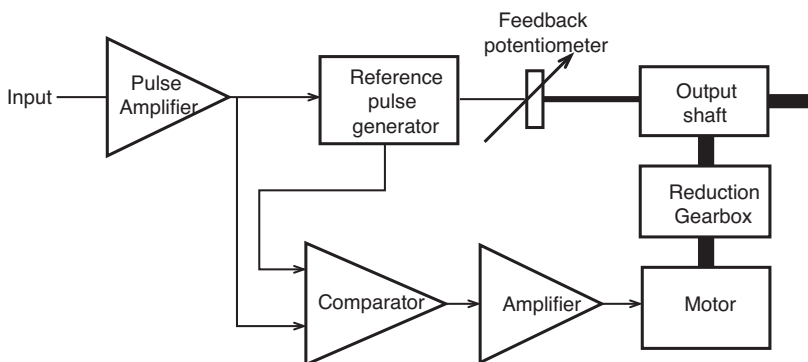 Feedback
potentiometer
Input
Pulse
Amplifier
Reference
pulse
generator
Output
shaft
Reduction
Gearbox
Comparator
Amplifier
Motor